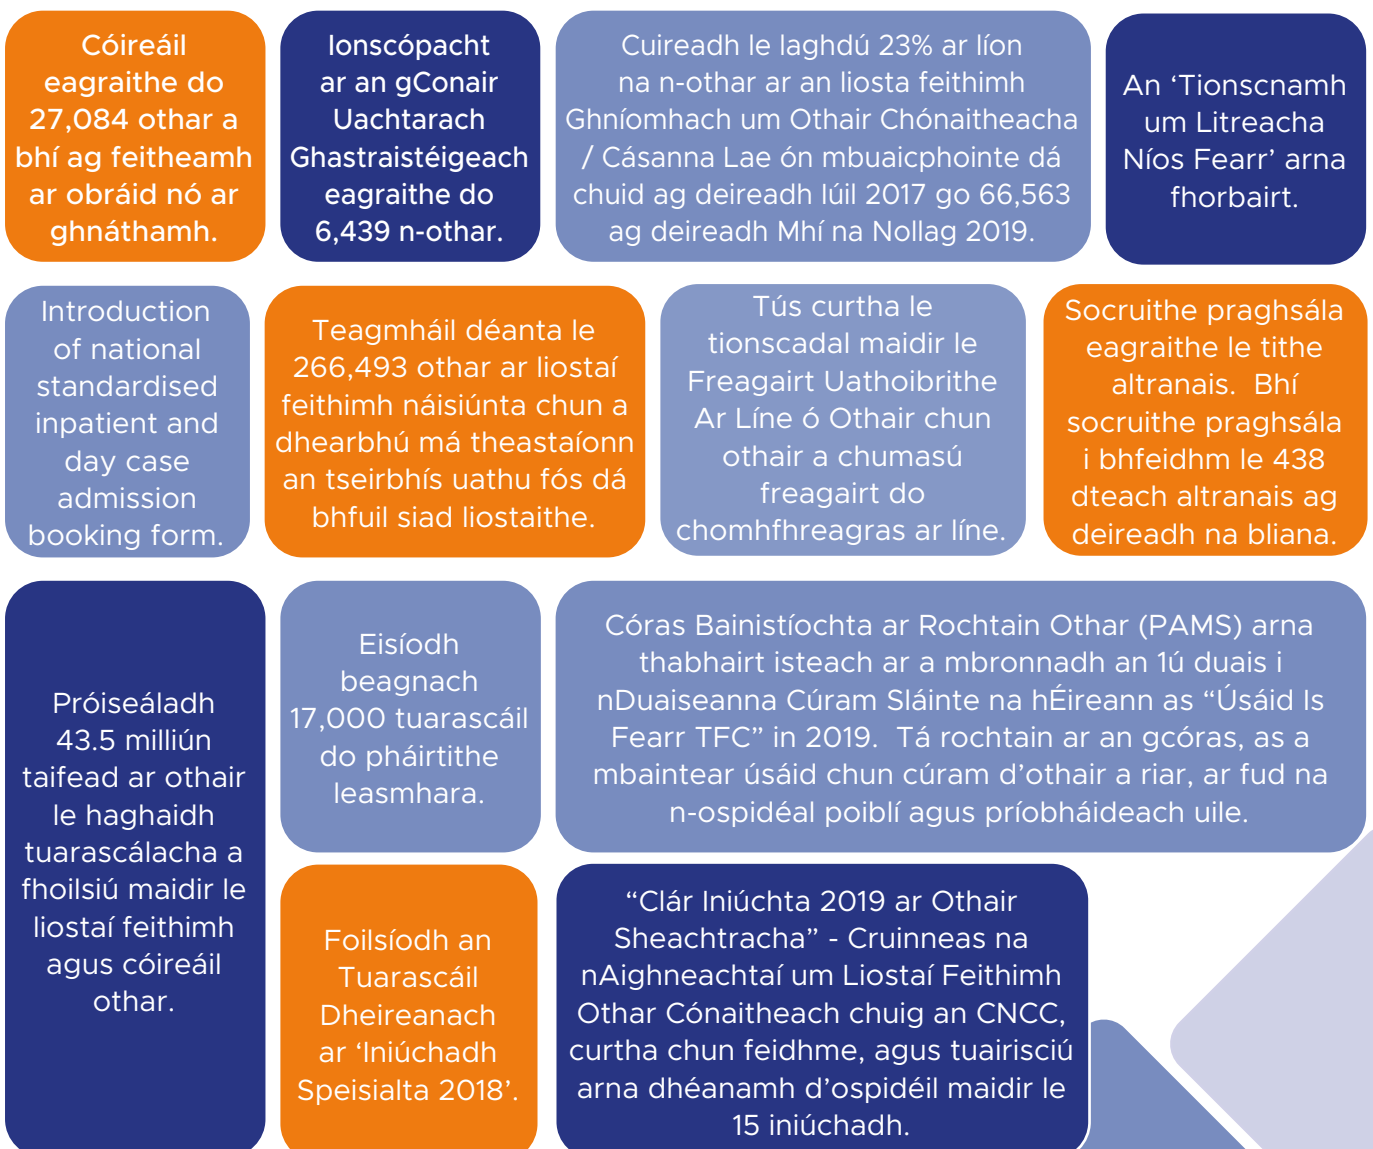 Cóireáil
eagraithe do
27,084 othar a
bhí ag feitheamh
ar obráid nó ar
ghnáthamh.
Ionscópacht
ar an gConair
Uachtarach
Ghastraistéigeach
eagraithe do
6,439 n-othar.
Cuireadh le laghdú 23% ar líon
na n-othar ar an liosta feithimh
Ghníomhach um Othair Chónaitheacha
/ Cásanna Lae ón mbuaicphointe dá
chuid ag deireadh Iúil 2017 go 66,563
ag deireadh Mhí na Nollag 2019.
An ‘Tionscnamh
um Litreacha
Níos Fearr’ arna
fhorbairt.
Introduction
of national
standardised
inpatient and
day case
admission
booking form.
Teagmháil déanta le
266,493 othar ar liostaí
feithimh náisiúnta chun a
dhearbhú má theastaíonn
an tseirbhís uathu fós dá
bhfuil siad liostaithe.
Tús curtha le
tionscadal maidir le
Freagairt Uathoibrithe
Ar Líne ó Othair chun
othair a chumasú
freagairt do
chomhfhreagras ar líne.
Socruithe praghsála
eagraithe le tithe
altranais.  Bhí
socruithe praghsála
i bhfeidhm le 438
dteach altranais ag
deireadh na bliana.
Próiseáladh
43.5 milliún
taifead ar othair
le haghaidh
tuarascálacha a
fhoilsiú maidir le
liostaí feithimh
agus cóireáil
othar.
Eisíodh
beagnach
17,000 tuarascáil
do pháirtithe
leasmhara.
Córas Bainistíochta ar Rochtain Othar (PAMS) arna
thabhairt isteach ar a mbronnadh an 1ú duais i
nDuaiseanna Cúram Sláinte na hÉireann as “Úsáid Is
Fearr TFC” in 2019.  Tá rochtain ar an gcóras, as a
mbaintear úsáid chun cúram d’othair a riar, ar fud na
n-ospidéal poiblí agus príobháideach uile.
Foilsíodh an
Tuarascáil
Dheireanach
ar ‘Iniúchadh
Speisialta 2018’.
“Clár Iniúchta 2019 ar Othair
Sheachtracha” - Cruinneas na
nAighneachtaí um Liostaí Feithimh
Othar Cónaitheach chuig an CNCC,
curtha chun feidhme, agus tuairisciú
arna dhéanamh d’ospidéil maidir le
15 iniúchadh.